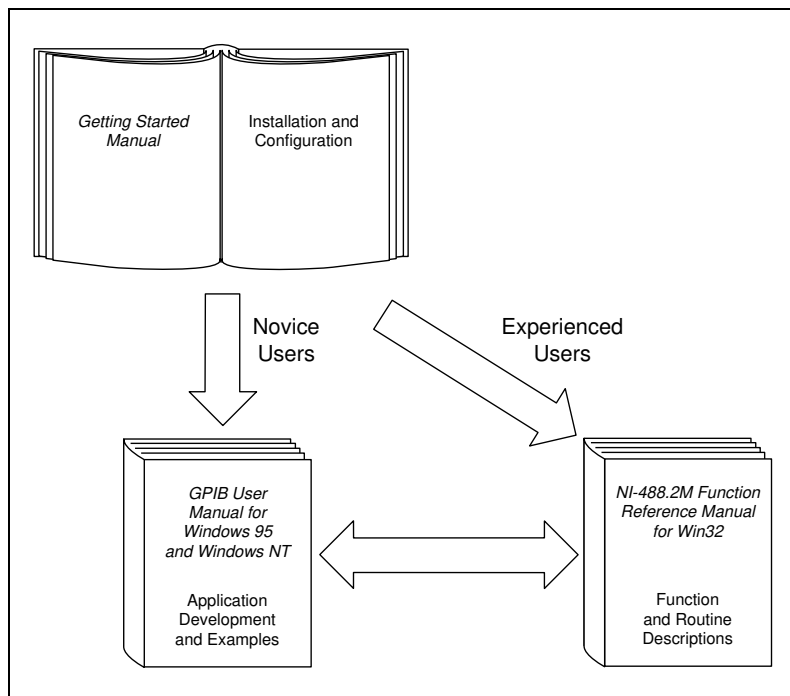 Getting Started
Manual
Installation and
Configuration
Novice
Users
Experienced
Users
GPIB User
Manual for
Windows 95
and Windows NT
Application
Development
and Examples
NI-488.2M Function
Reference Manual
for Win32
Function
and Routine
Descriptions